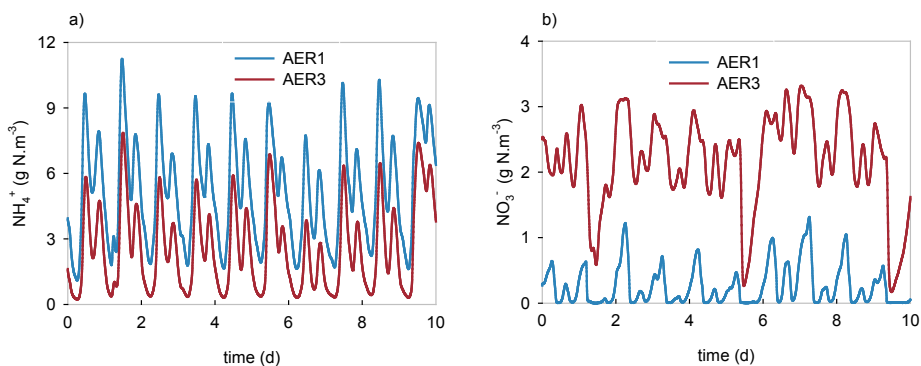 a)
12
9
6
3
0
NH₄⁺ (g N.m⁻³)
AER1
AER3
0 2 4 6 8 10
time (d)
b)
4
3
2
1
0
NO₃⁻ (g N.m⁻³)
AER1
AER3
0 2 4 6 8 10
time (d)